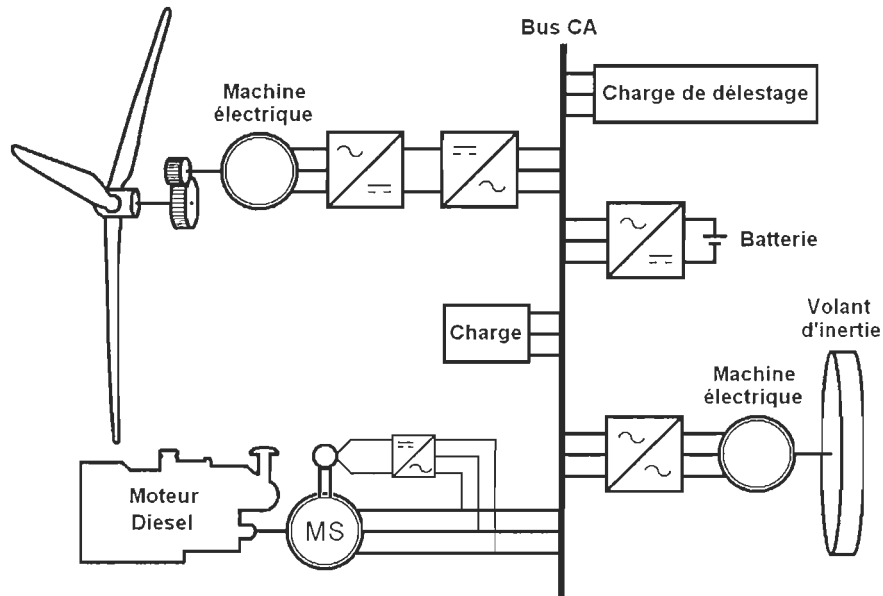 Bus CA
Machine
électrique
Charge de délestage
Batterie
Charge
Volant
d'inertie
Machine
électrique
Moteur
Diesel
MS